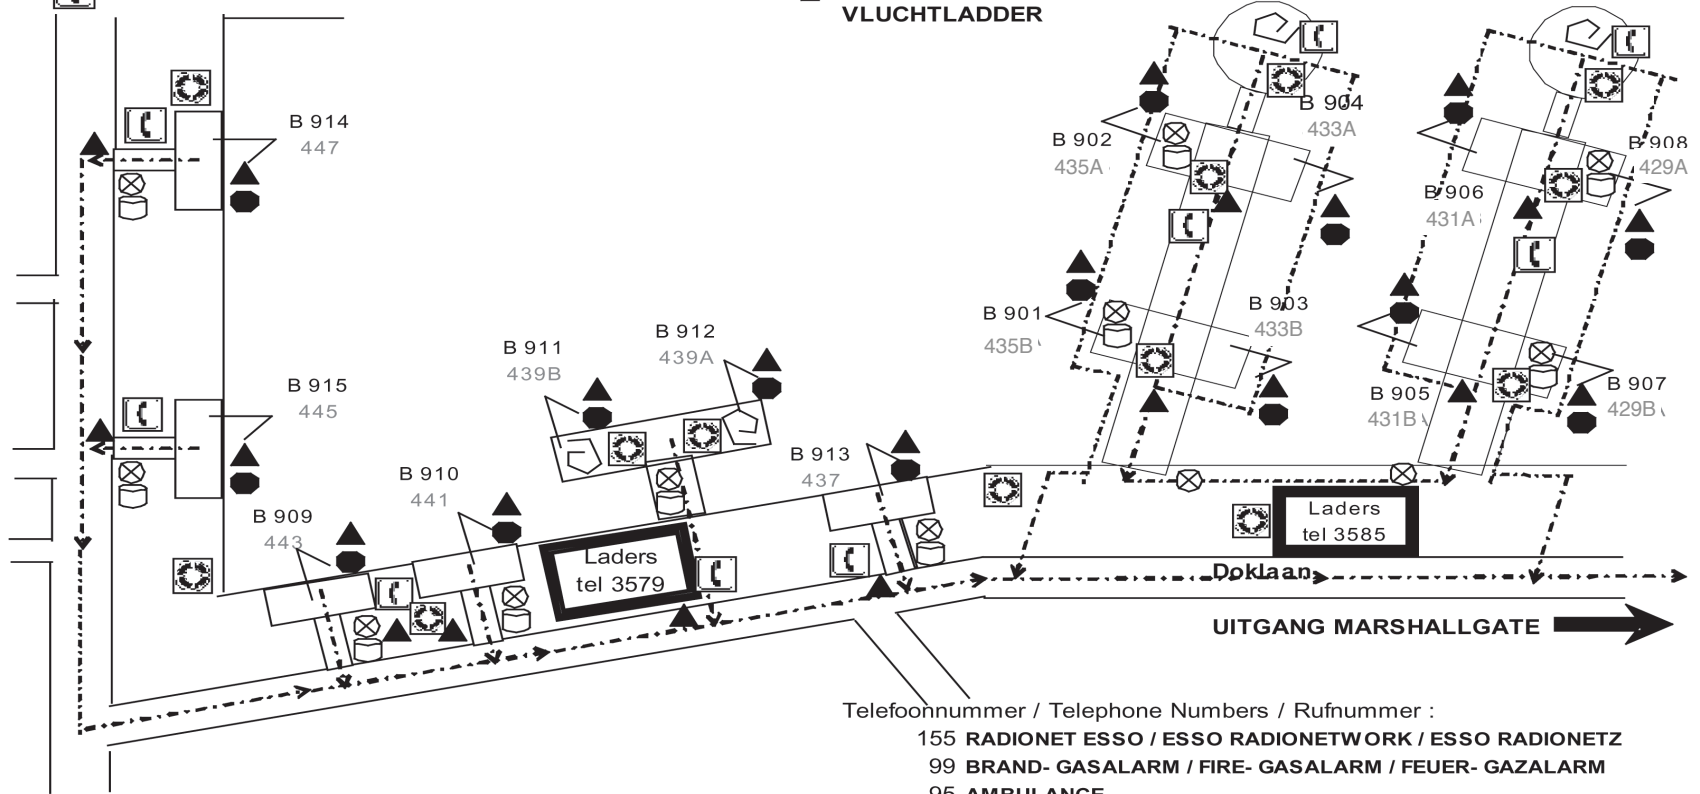 VLUCHTLADDER
B 914
447
B 904
433A
B 902
435A
B 908
429A
B 906
431A
B 901
435B
B 903
433B
B 912
439A
B 911
439B
B 915
445
B 905
431B
B 907
429B
B 913
437
B 910
441
B 909
443
Laders
tel 3585
Laders
tel 3579
Doklaan
UITGANG MARSHALLGATE
Telefoonnummer / Telephone Numbers / Rufnummer :
155 RADIONET ESSO / ESSO RADIONETWORK / ESSO RADIONETZ
99 BRAND- GASALARM / FIRE- GASALARM / FEUER- GAZALARM
95 AMBULANCE